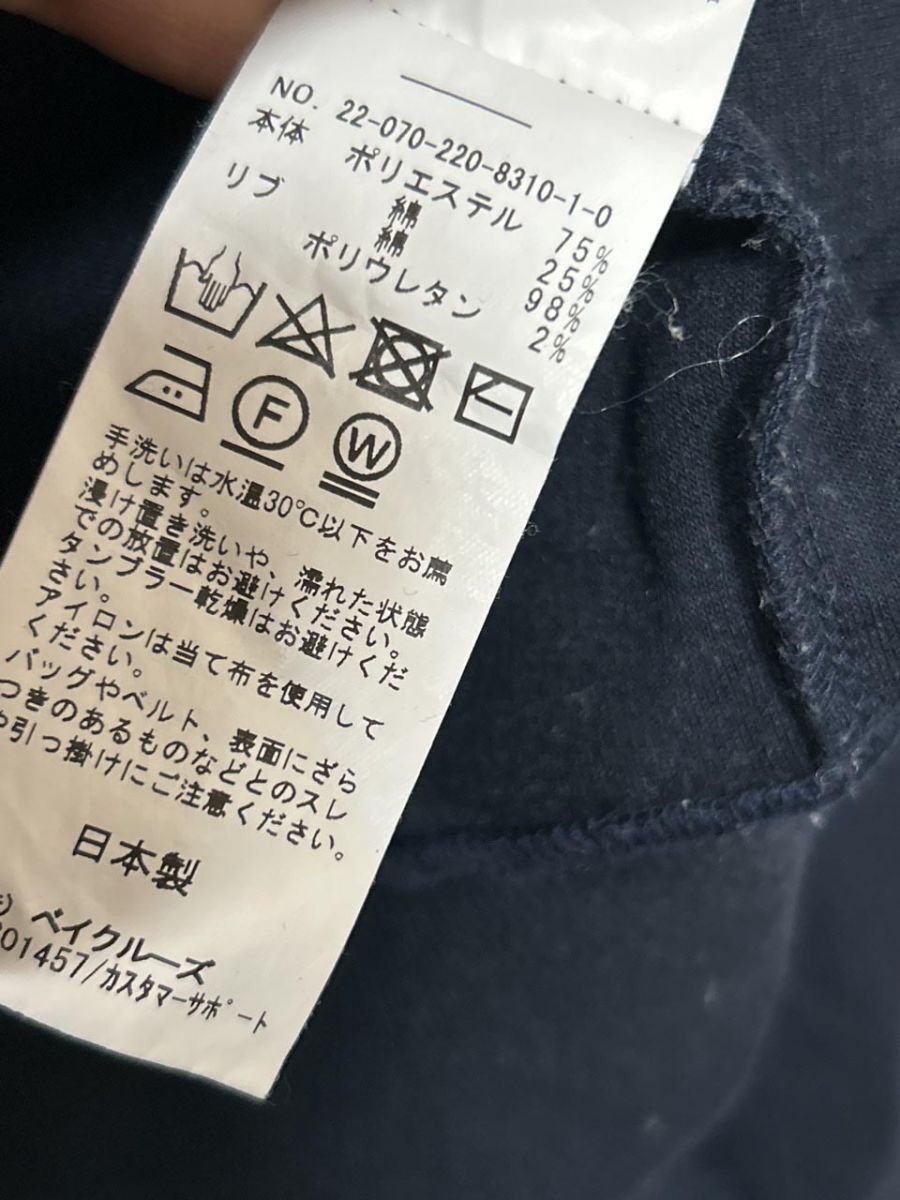 NO. 22-070-220-8310-1-0
本体 ポリエステル 75%
綿 25%
リブ 綿 98%
ポリウレタン 2%
F
W
手洗いは水温30℃以下をお薦
めします。
浸け置き洗いや、濡れた状態
での放置はお避けください。
タンブラー乾燥はお避けくだ
さい。
アイロンは当て布を使用して
ください。
バッグやベルト、表面にざら
つきのあるものなどとのスレ
や引っ掛けにご注意ください。
日本製
ベイクルーズ
01457/カスタマーサポート